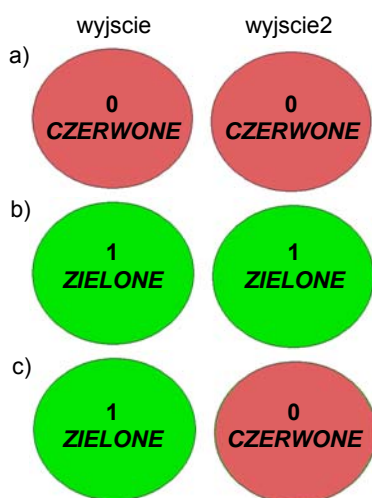 wyjscie wyjscie2
a)
0 0
CZERWONE CZERWONE
b)
1 1
ZIELONE ZIELONE
c)
1 0
ZIELONE CZERWONE